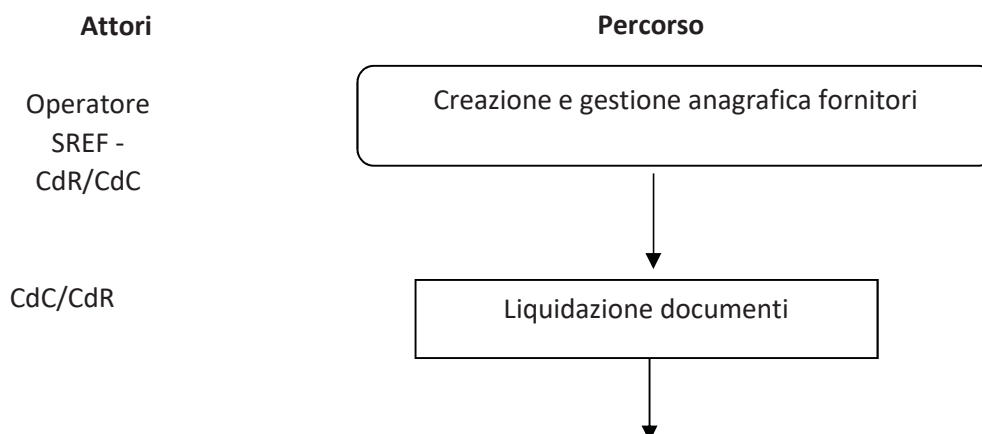 Attori
Percorso
Operatore
SREF -
CdR/CdC
Creazione e gestione anagrafica fornitori
CdC/CdR
Liquidazione documenti